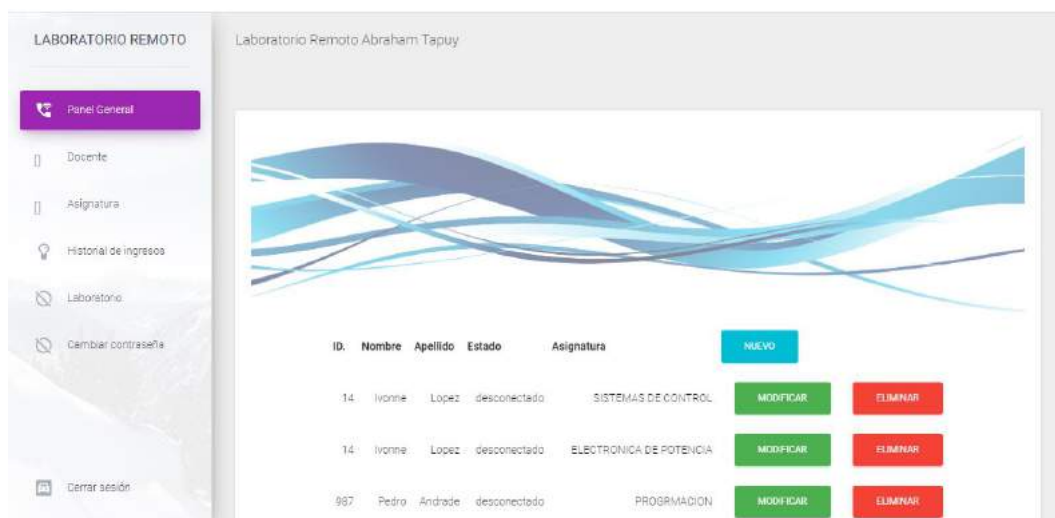 LABORATORIO REMOTO
Laboratorio Remoto Abraham Tapuy
Panel General
Docente
Asignatura
Historial de ingresos
Laboratorio
Cambiar contraseña
Cerrar sesión
ID. Nombre Apellido Estado Asignatura NUEVO
14 Ivonne Lopez desconectado SISTEMAS DE CONTROL MODIFICAR ELIMINAR
14 Ivonne Lopez desconectado ELECTRONICA DE POTENCIA MODIFICAR ELIMINAR
987 Pedro Andrade desconectado PROGRMACION MODIFICAR ELIMINAR